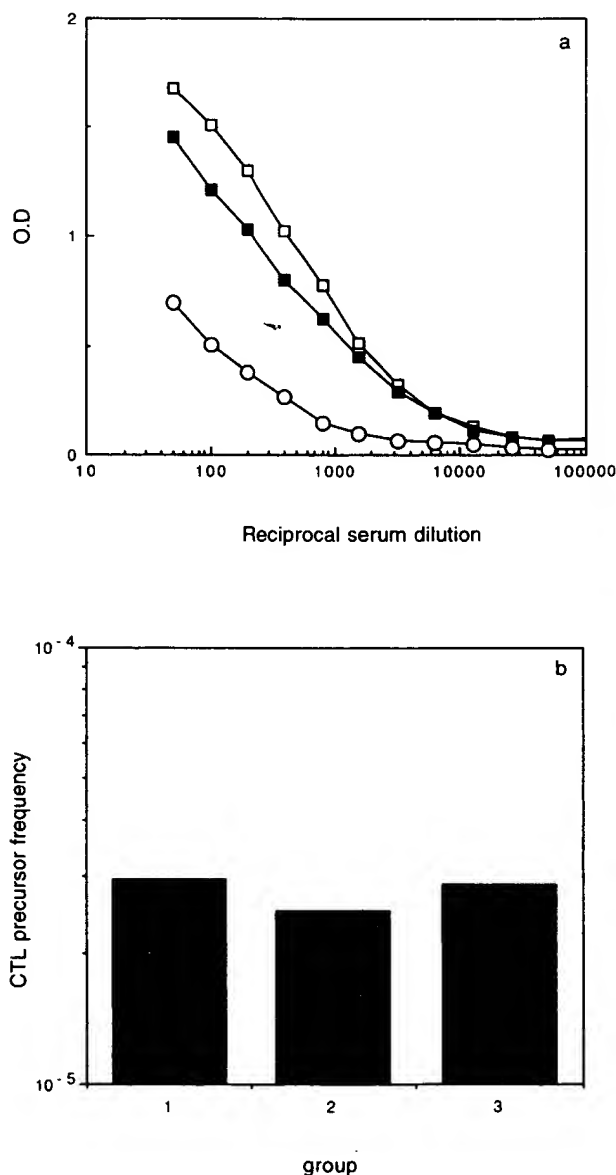 2
a
O.D
1
0
10 100 1000 10000 100000
Reciprocal serum dilution
10-4
b
CTL precursor frequency
10-5
1 2 3
group